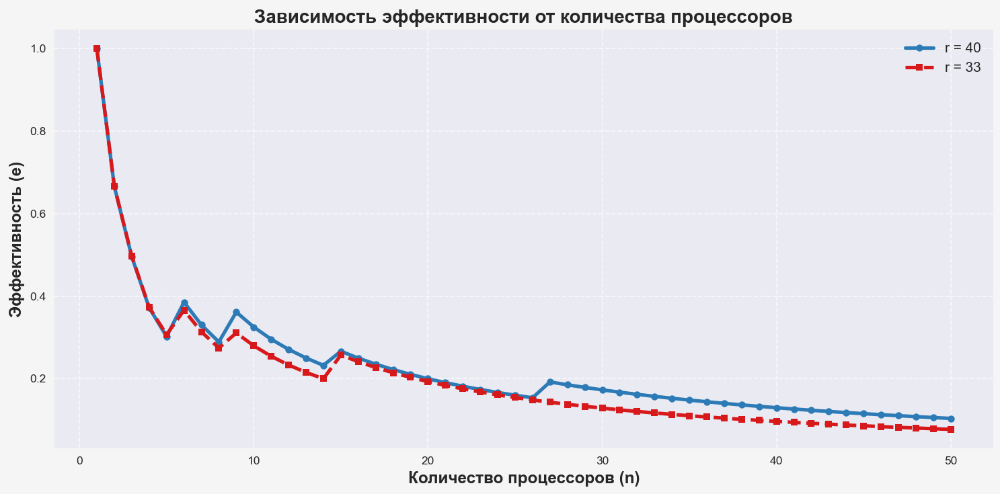 Зависимость эффективности от количества процессоров
r = 40
r = 33
Эффективность (e)
1.0
0.8
0.6
0.4
0.2
0 10 20 30 40 50
Количество процессоров (n)